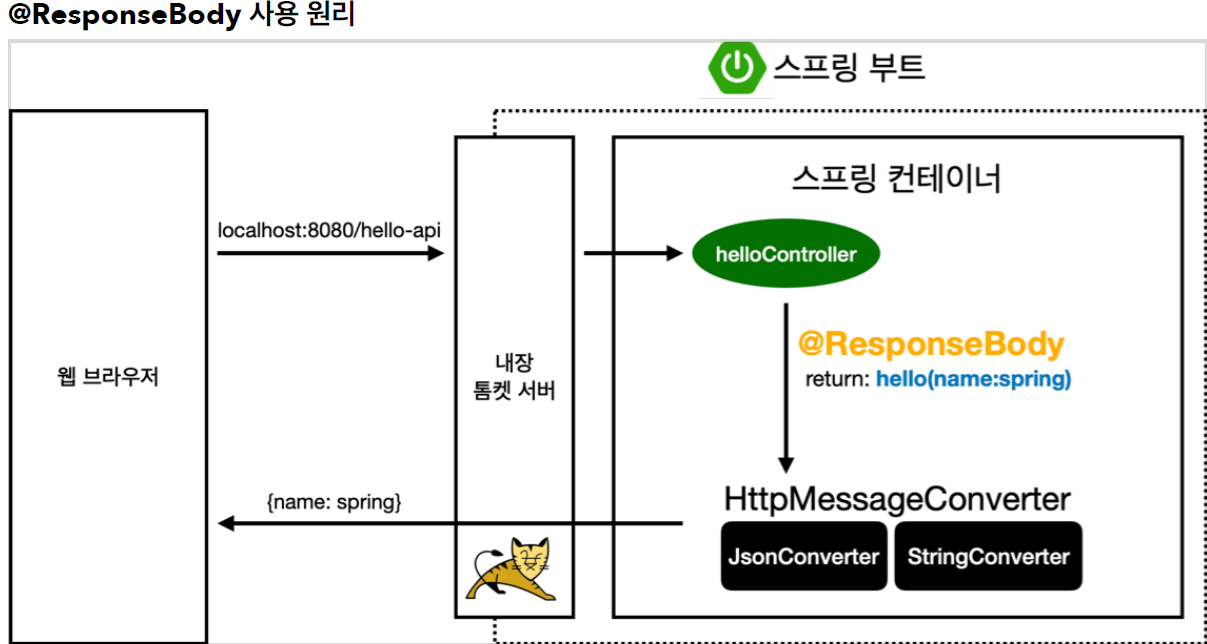 @ResponseBody 사용 원리
스프링 부트
스프링 컨테이너
localhost:8080/hello-api
helloController
@ResponseBody
return: hello(name:spring)
웹 브라우저
내장
톰켓 서버
{name: spring}
HttpMessageConverter
JsonConverter
StringConverter